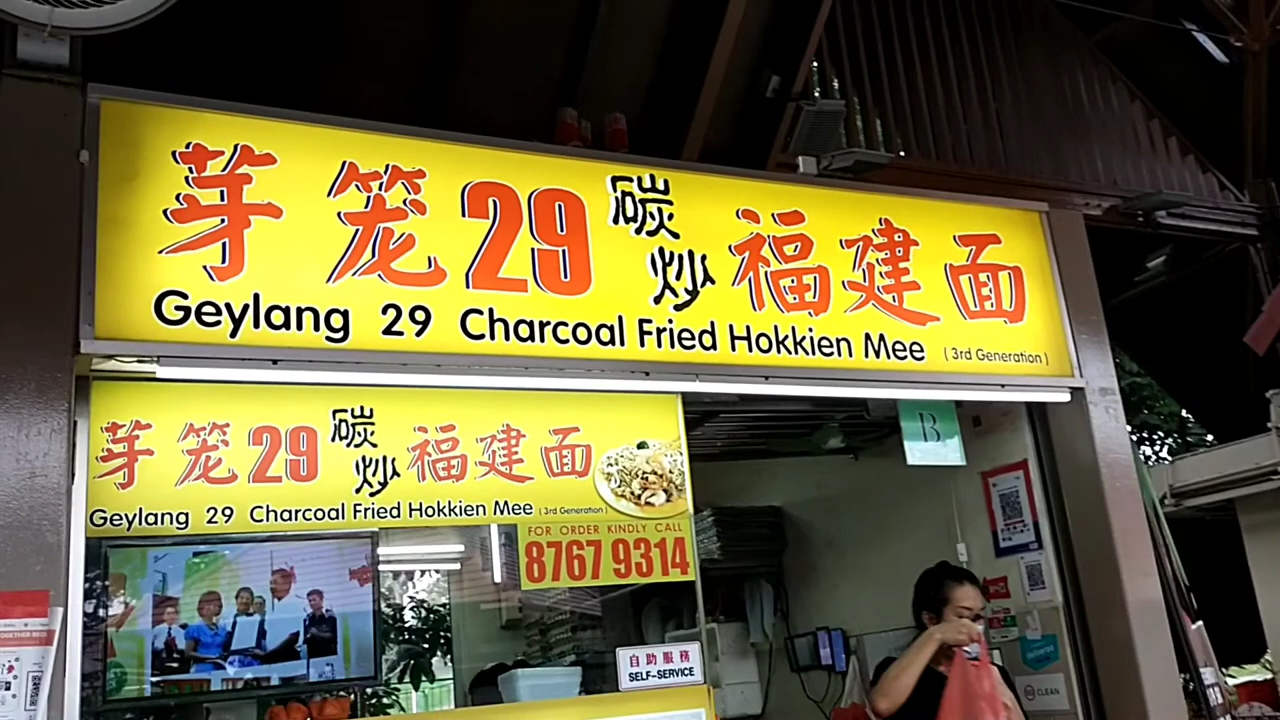 芽笼29碳炒福建面
Geylang 29 Charcoal Fried Hokkien Mee (3rd Generation)
芽笼29碳炒福建面
Geylang 29 Charcoal Fried Hokkien Mee (3rd Generation)
FOR ORDER KINDLY CALL
8767 9314
B
自助服務
SELF-SERVICE
CLEAN